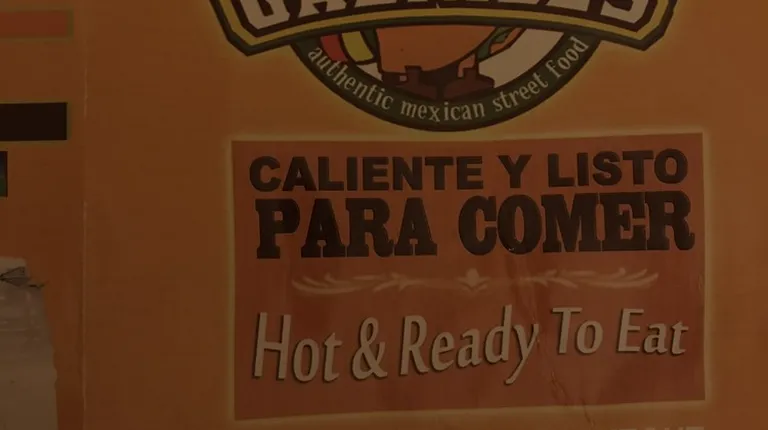 authentic mexican street food
CALIENTE Y LISTO
PARA COMER
Hot & Ready To Eat